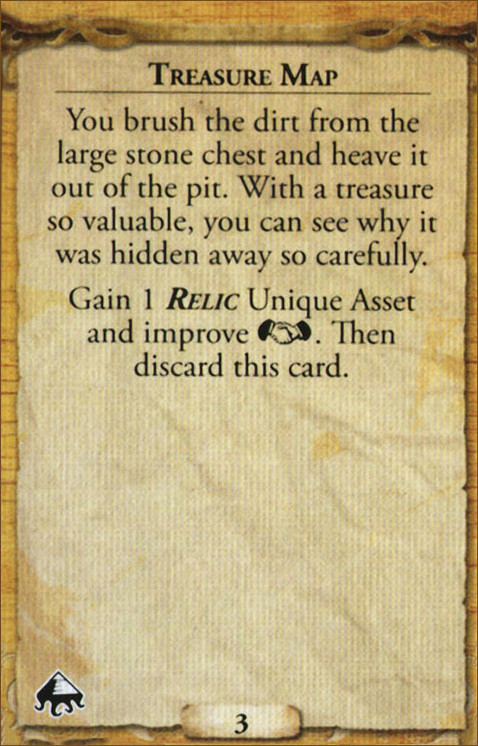 TREASURE MAP
You brush the dirt from the
large stone chest and heave it
out of the pit. With a treasure
so valuable, you can see why it
was hidden away so carefully.
Gain 1 RELIC Unique Asset
and improve . Then
discard this card.
3